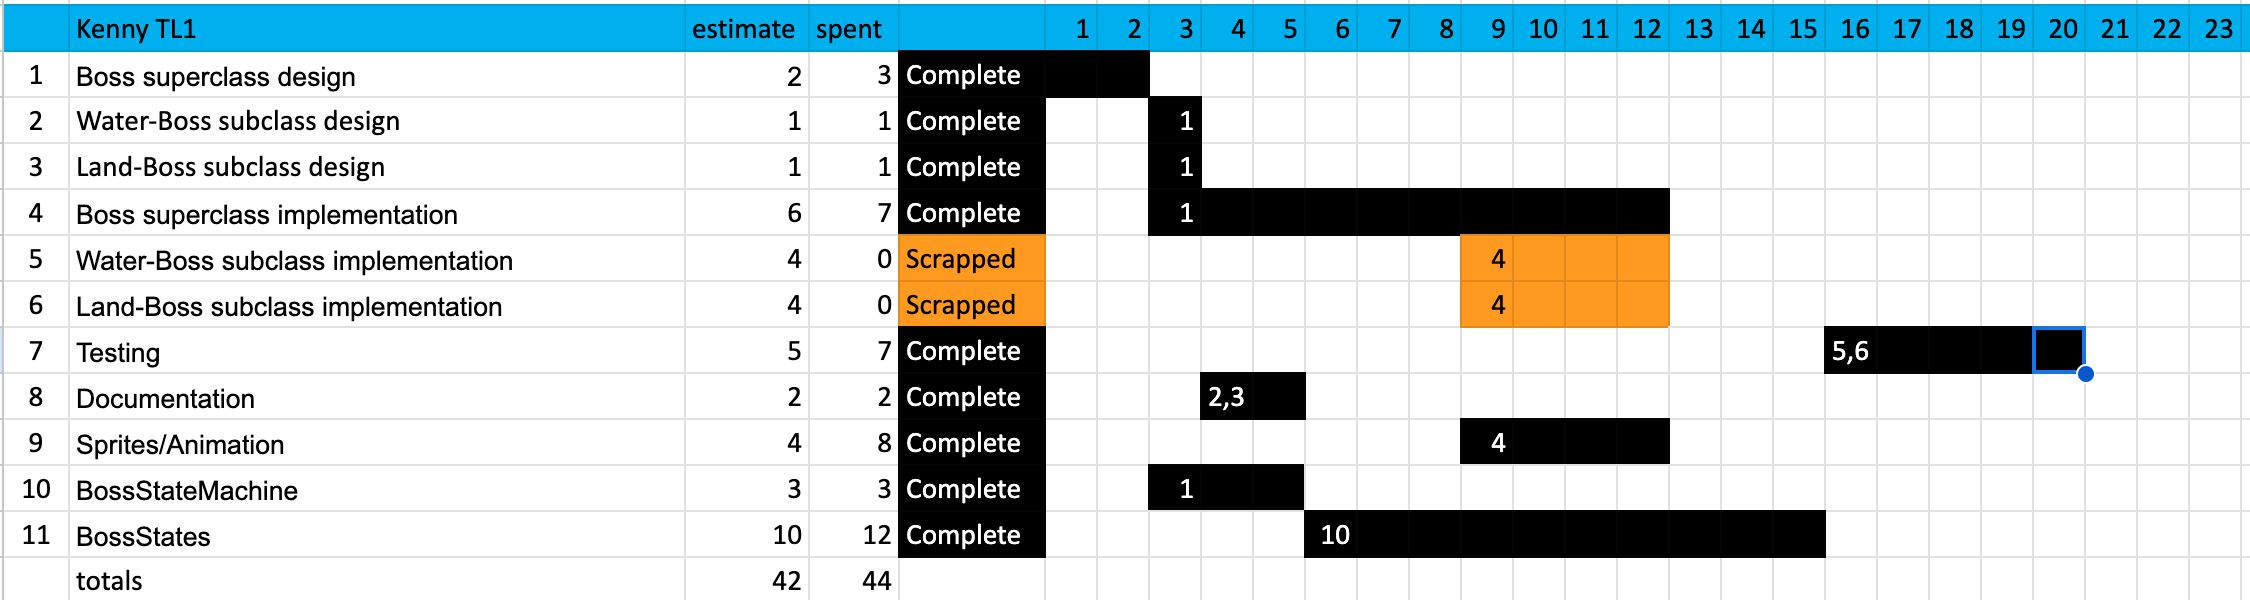 Kenny TL1 estimate spent 1 2 3 4 5 6 7 8 9 10 11 12 13 14 15 16 17 18 19 20 21 22 23
1 Boss superclass design 2 3 Complete
2 Water-Boss subclass design 1 1 Complete 1
3 Land-Boss subclass design 1 1 Complete 1
4 Boss superclass implementation 6 7 Complete 1
5 Water-Boss subclass implementation 4 0 Scrapped 4
6 Land-Boss subclass implementation 4 0 Scrapped 4
7 Testing 5 7 Complete 5,6
8 Documentation 2 2 Complete 2,3
9 Sprites/Animation 4 8 Complete 4
10 BossStateMachine 3 3 Complete 1
11 BossStates 10 12 Complete 10
totals 42 44